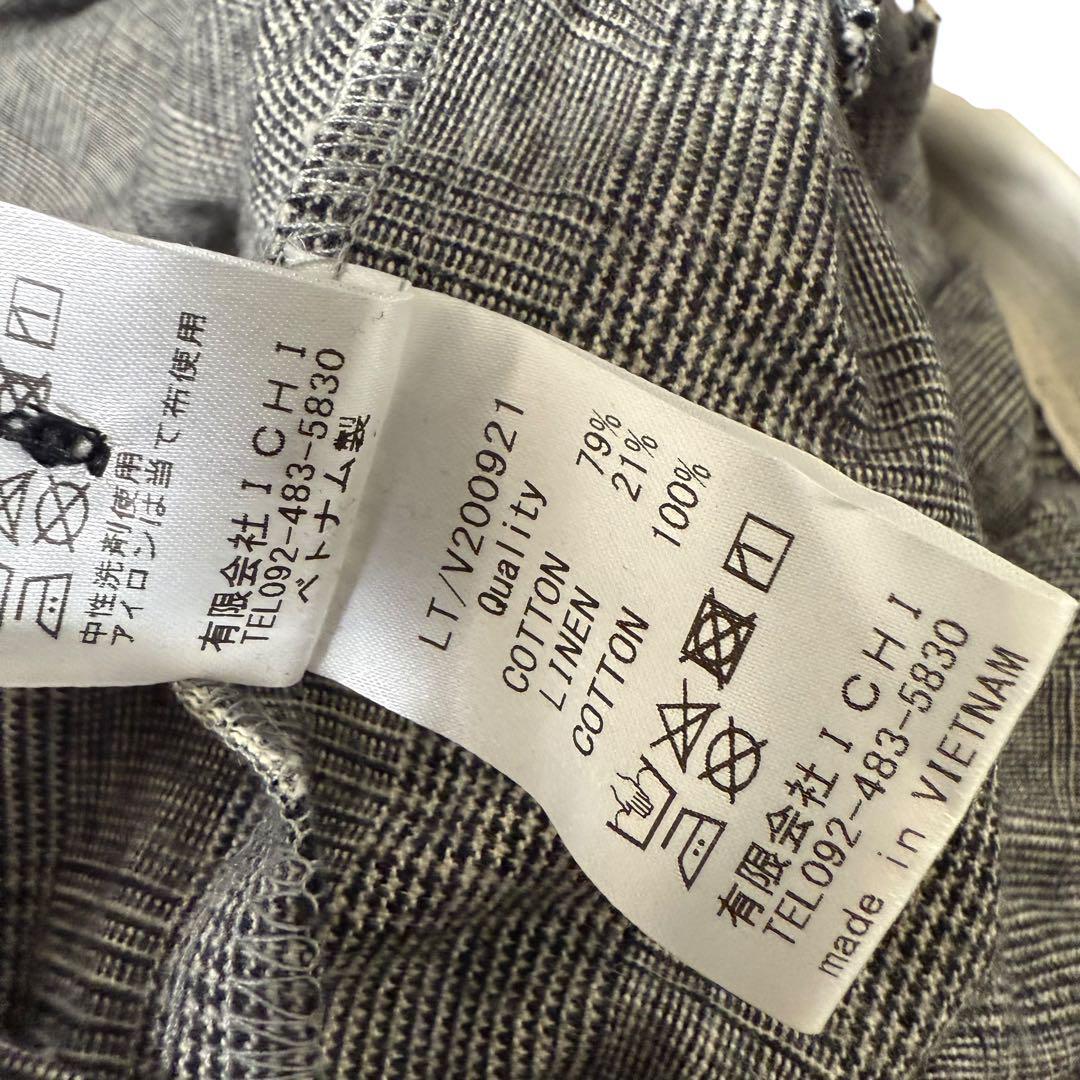 中性洗剤使用
アイロンは当て布使用
有限会社ICHI
TEL092-483-5830
ベトナム製
LT/V200921
Quality
COTTON 79%
LINEN 21%
COTTON 100%
有限会社ICHI
TEL092-483-5830
made in VIETNAM